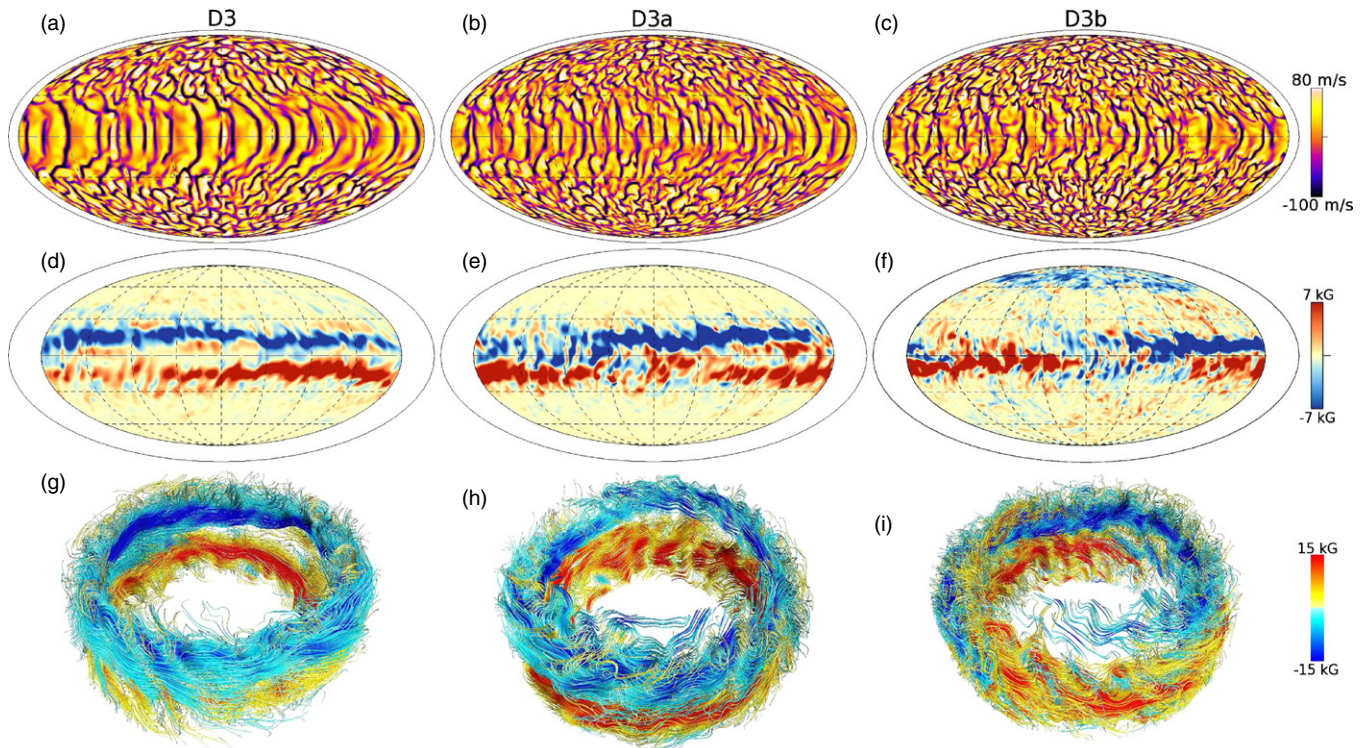 D3
D3a
D3b
(a)
(b)
(c)
80 m/s
-100 m/s
(d)
(e)
(f)
7 kG
-7 kG
(g)
(h)
(i)
15 kG
-15 kG